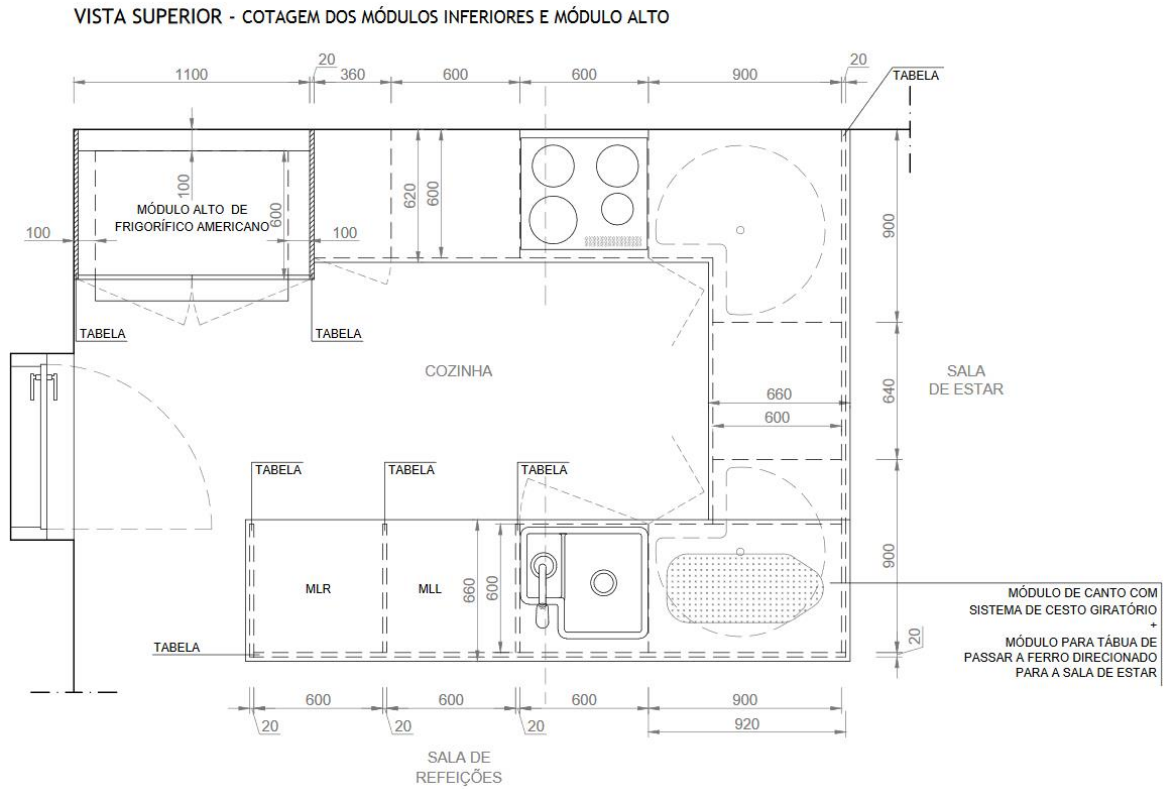 VISTA SUPERIOR - COTAGEM DOS MÓDULOS INFERIORES E MÓDULO ALTO
1100
20
360
600
600
900
20
TABELA
100
MÓDULO ALTO DE
FRIGORÍFICO AMERICANO
600
100
100
620
600
900
TABELA
TABELA
COZINHA
SALA
DE ESTAR
640
660
600
TABELA
TABELA
TABELA
MLR
MLL
660
600
900
MÓDULO DE CANTO COM
SISTEMA DE CESTO GIRATÓRIO
+
MÓDULO PARA TÁBUA DE
PASSAR A FERRO DIRECIONADO
PARA A SALA DE ESTAR
20
TABELA
600
600
600
900
20
20
20
920
SALA DE
REFEIÇÕES